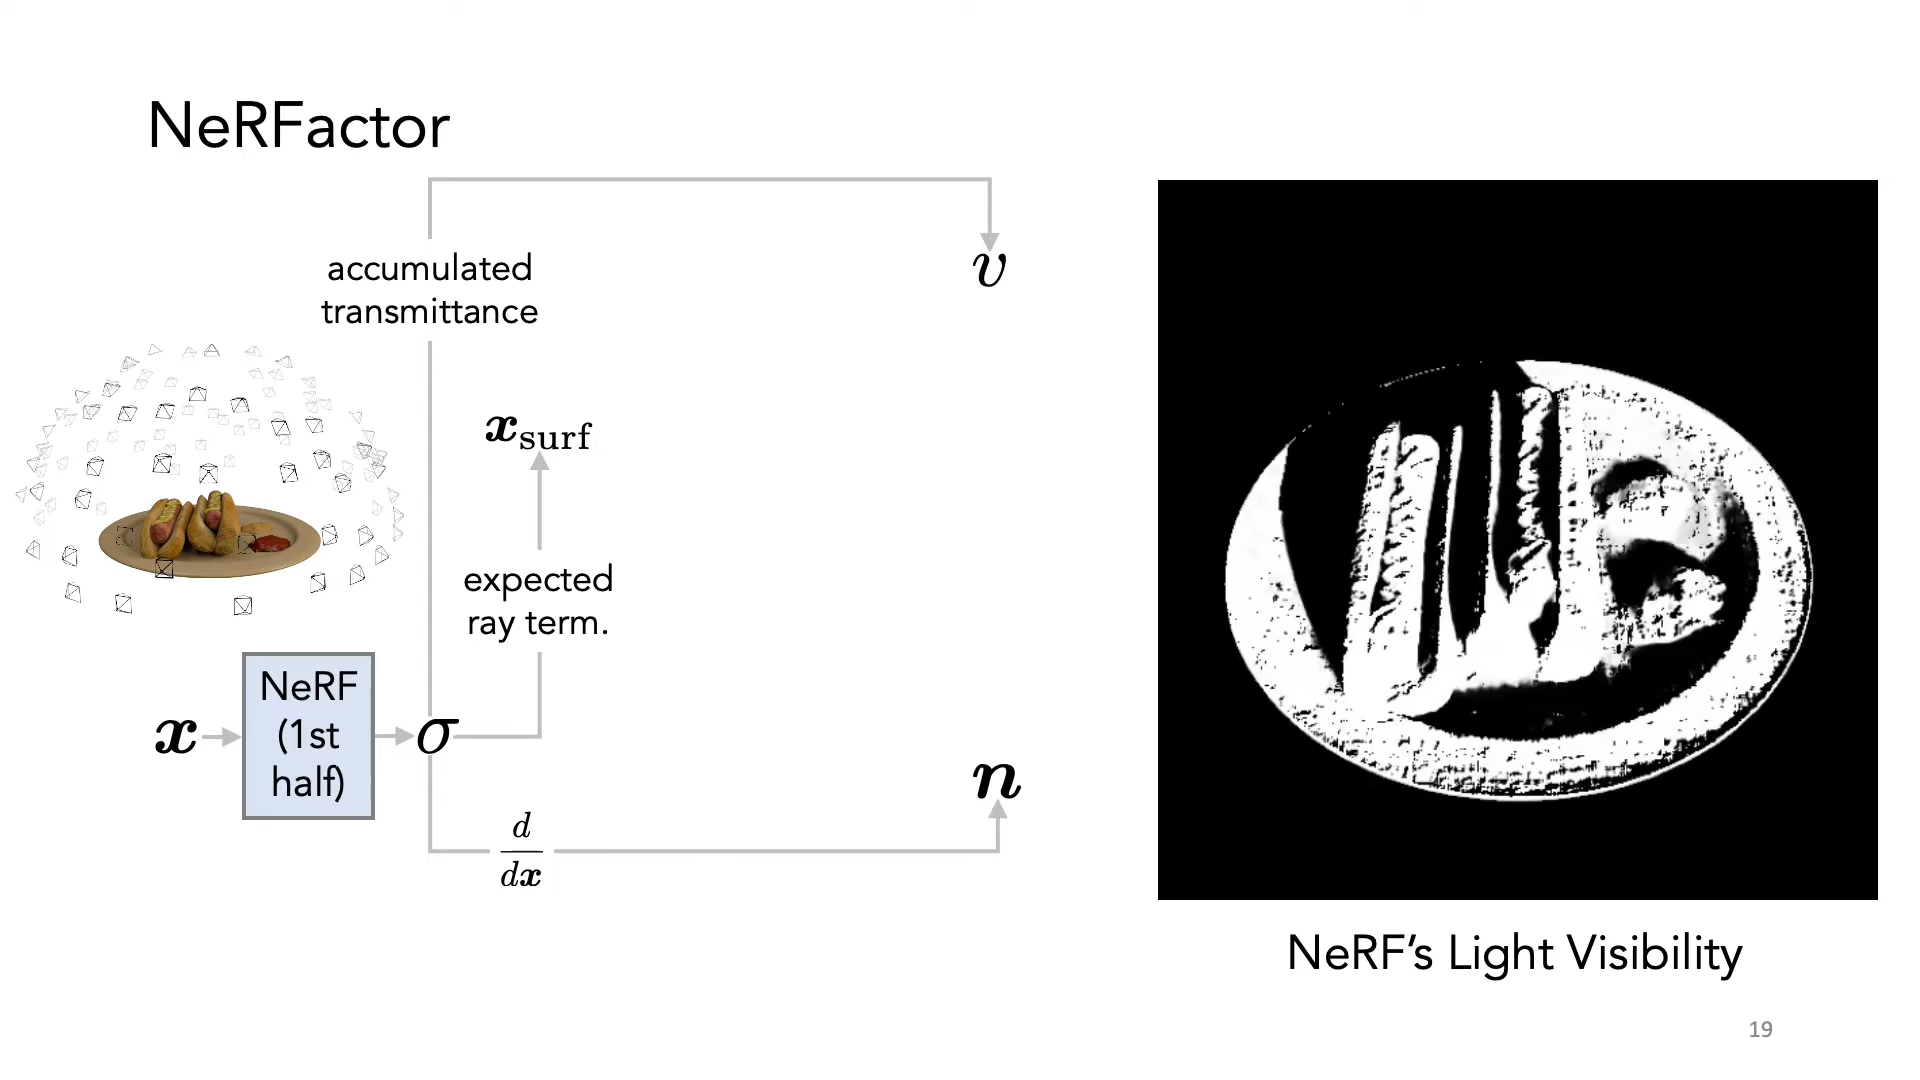 NeRFactor
accumulated
transmittance
v
x_surf
expected
ray term.
NeRF
(1st
half)
x
σ
n
d
dx
NeRF’s Light Visibility
19